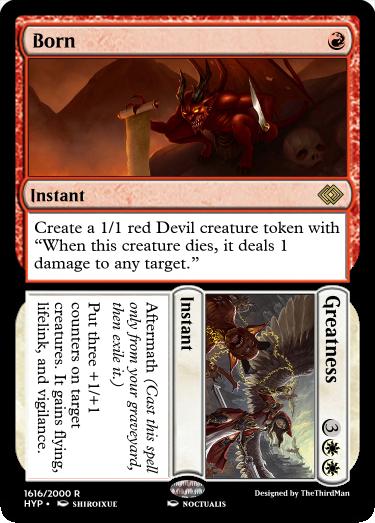 Born
Instant
Create a 1/1 red Devil creature token with
“When this creature dies, it deals 1
damage to any target.”
Greatness 3
Instant
Aftermath (Cast this spell
only from your graveyard,
then exile it.)
Put three +1/+1
counters on target
creatures. It gains flying,
lifelink, and vigilance.
1616/2000 R
HYP • SHIROIXUE
NOCTUALIS
Designed by TheThirdMan